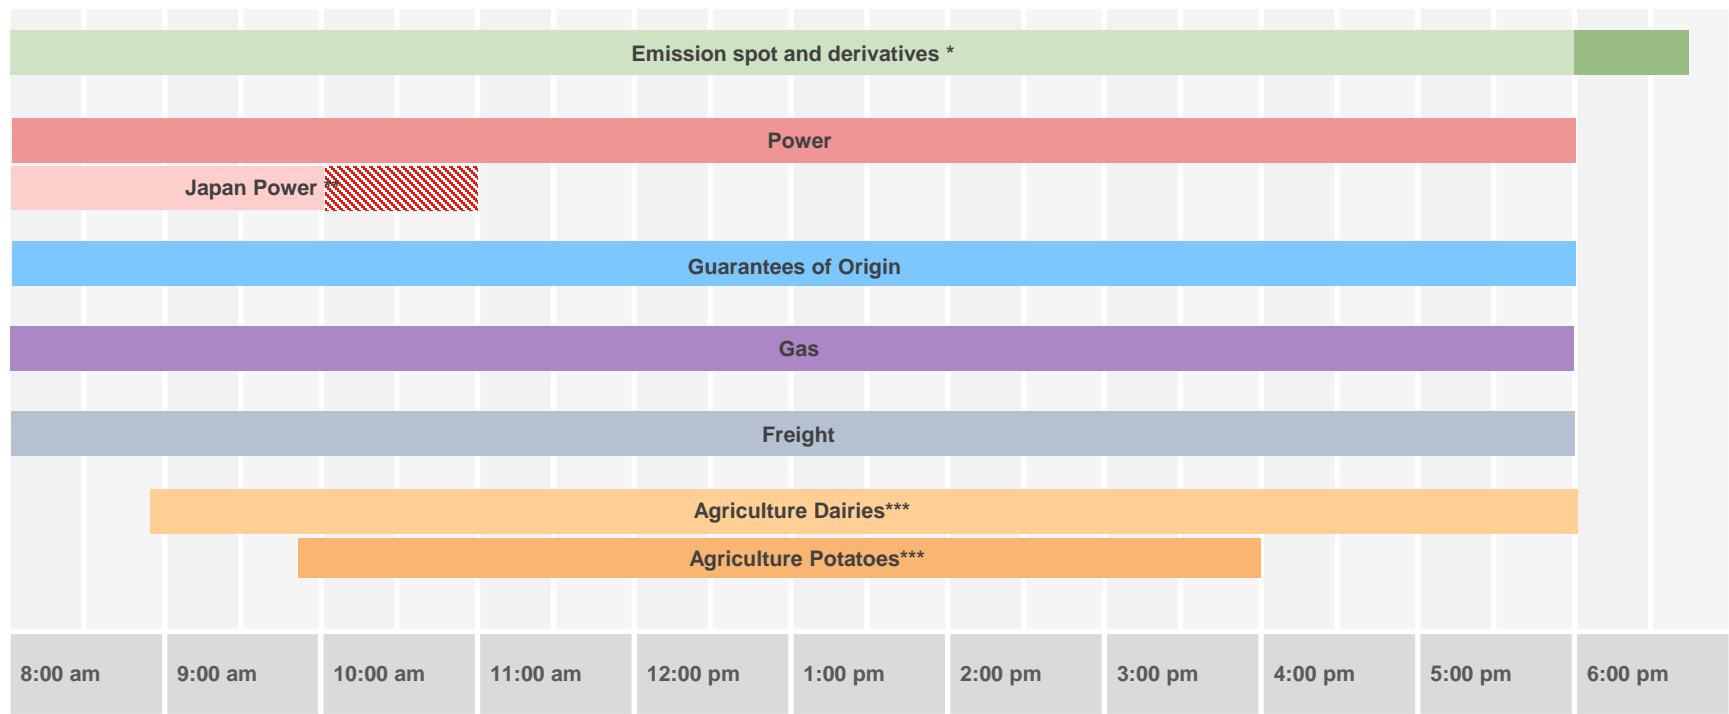 Emission spot and derivatives *
Power
Japan Power **
Guarantees of Origin
Gas
Freight
Agriculture Dairies***
Agriculture Potatoes***
8:00 am 9:00 am 10:00 am 11:00 am 12:00 pm 1:00 pm 2:00 pm 3:00 pm 4:00 pm 5:00 pm 6:00 pm